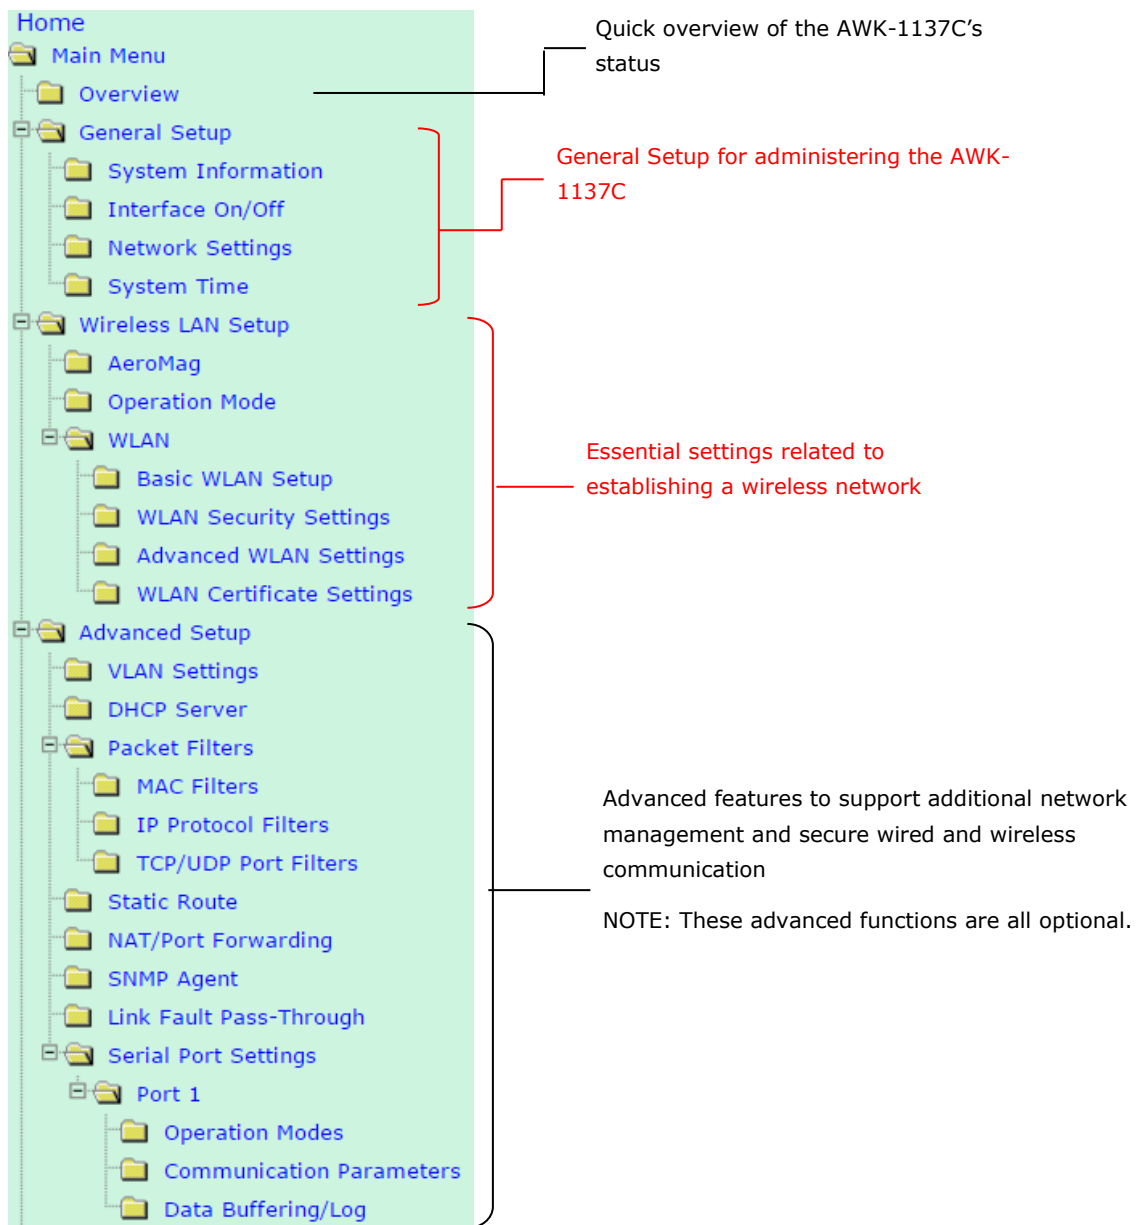 Home
Main Menu
Overview
General Setup
System Information
Interface On/Off
Network Settings
System Time
Wireless LAN Setup
AeroMag
Operation Mode
WLAN
Basic WLAN Setup
WLAN Security Settings
Advanced WLAN Settings
WLAN Certificate Settings
Advanced Setup
VLAN Settings
DHCP Server
Packet Filters
MAC Filters
IP Protocol Filters
TCP/UDP Port Filters
Static Route
NAT/Port Forwarding
SNMP Agent
Link Fault Pass-Through
Serial Port Settings
Port 1
Operation Modes
Communication Parameters
Data Buffering/Log
Quick overview of the AWK-1137C’s
status
General Setup for administering the AWK-
1137C
Essential settings related to
establishing a wireless network
Advanced features to support additional network
management and secure wired and wireless
communication
NOTE: These advanced functions are all optional.